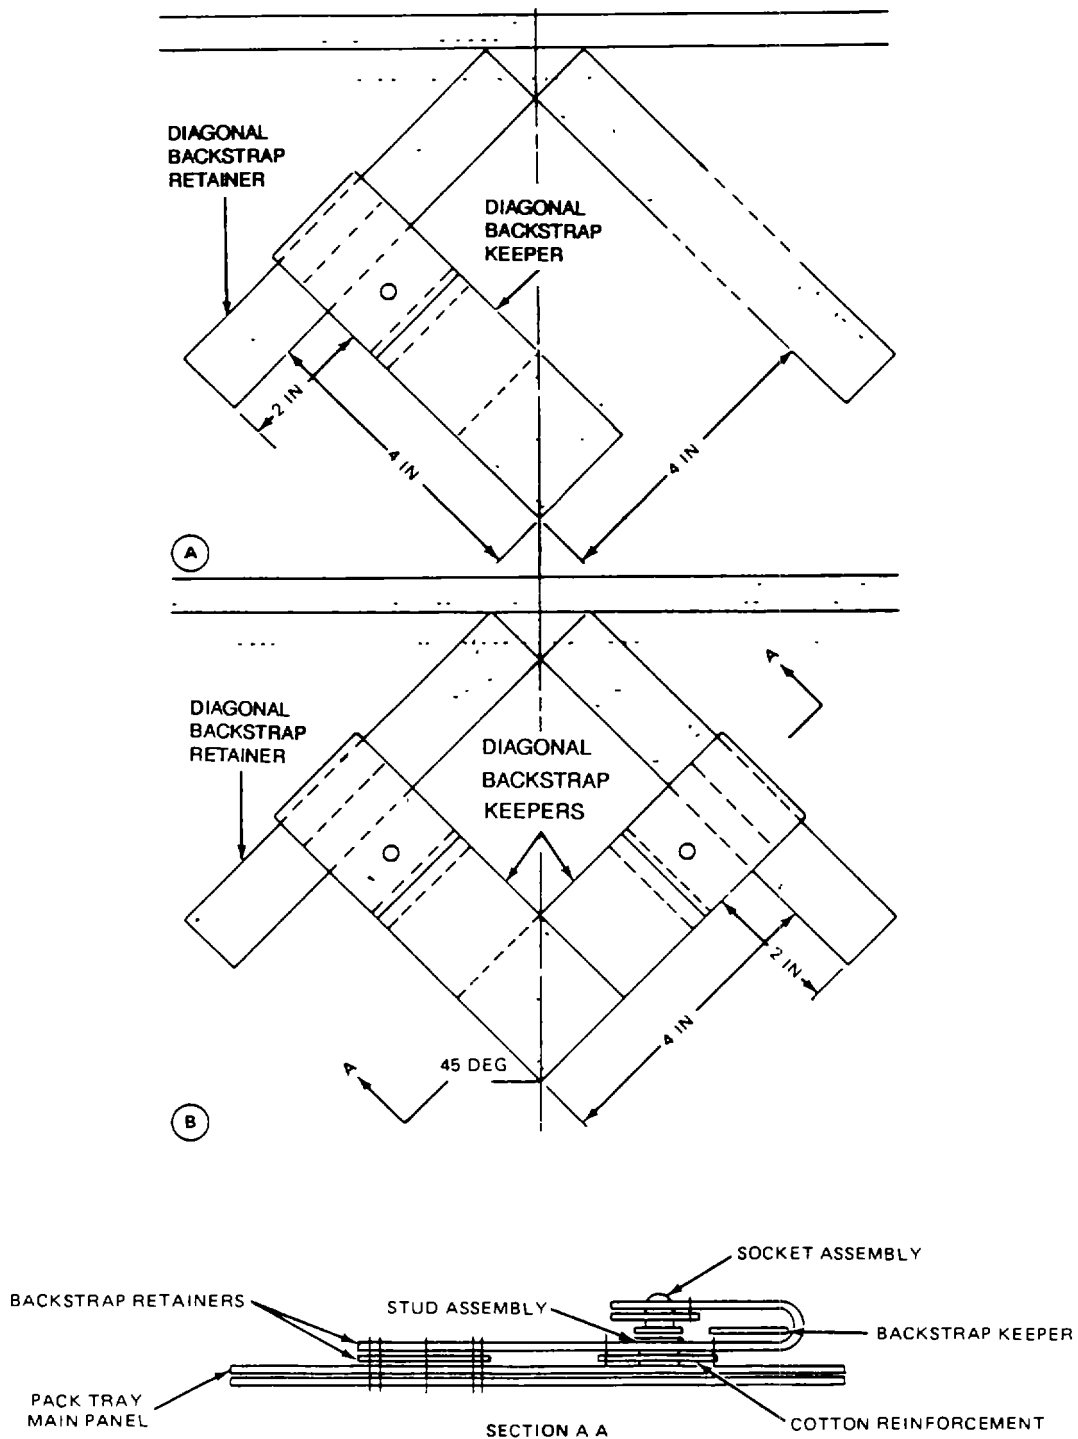 DIAGONAL
BACKSTRAP
RETAINER
DIAGONAL
BACKSTRAP
KEEPER
2 IN
4 IN
4 IN
A
DIAGONAL
BACKSTRAP
RETAINER
DIAGONAL
BACKSTRAP
KEEPERS
A
2 IN
4 IN
45 DEG
A
B
SOCKET ASSEMBLY
BACKSTRAP RETAINERS
STUD ASSEMBLY
BACKSTRAP KEEPER
PACK TRAY
MAIN PANEL
COTTON REINFORCEMENT
SECTION A A